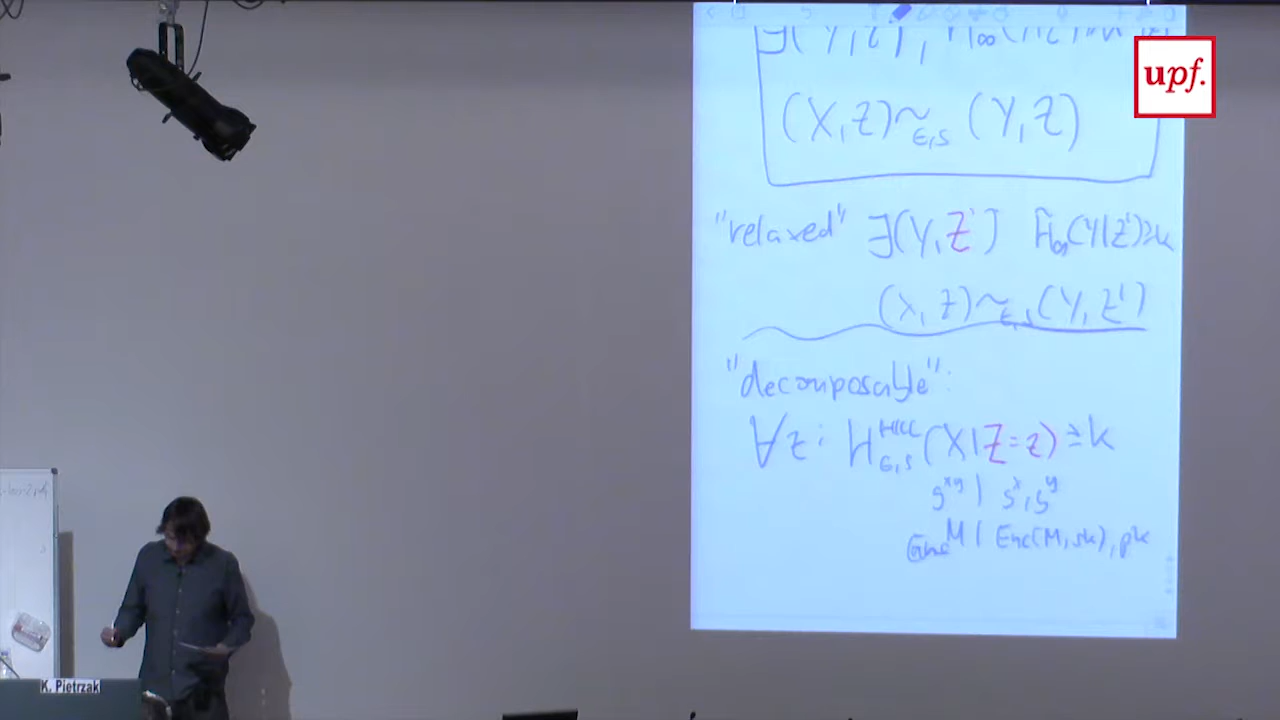 ∃(Y,Z),
upf.
(X,Z)~ε,s (Y,Z)
"relaxed" ∃(Y,Z') H̃∞(Y|Z')≥k
(X,Z)~ε,s (Y,Z')
"decomposable":
∀z: H^HILL_ε,s (X|Z=z) ≥ k
g^xy | g^x, g^y
M | Enc(M,sk), pk
K. Pietrzak